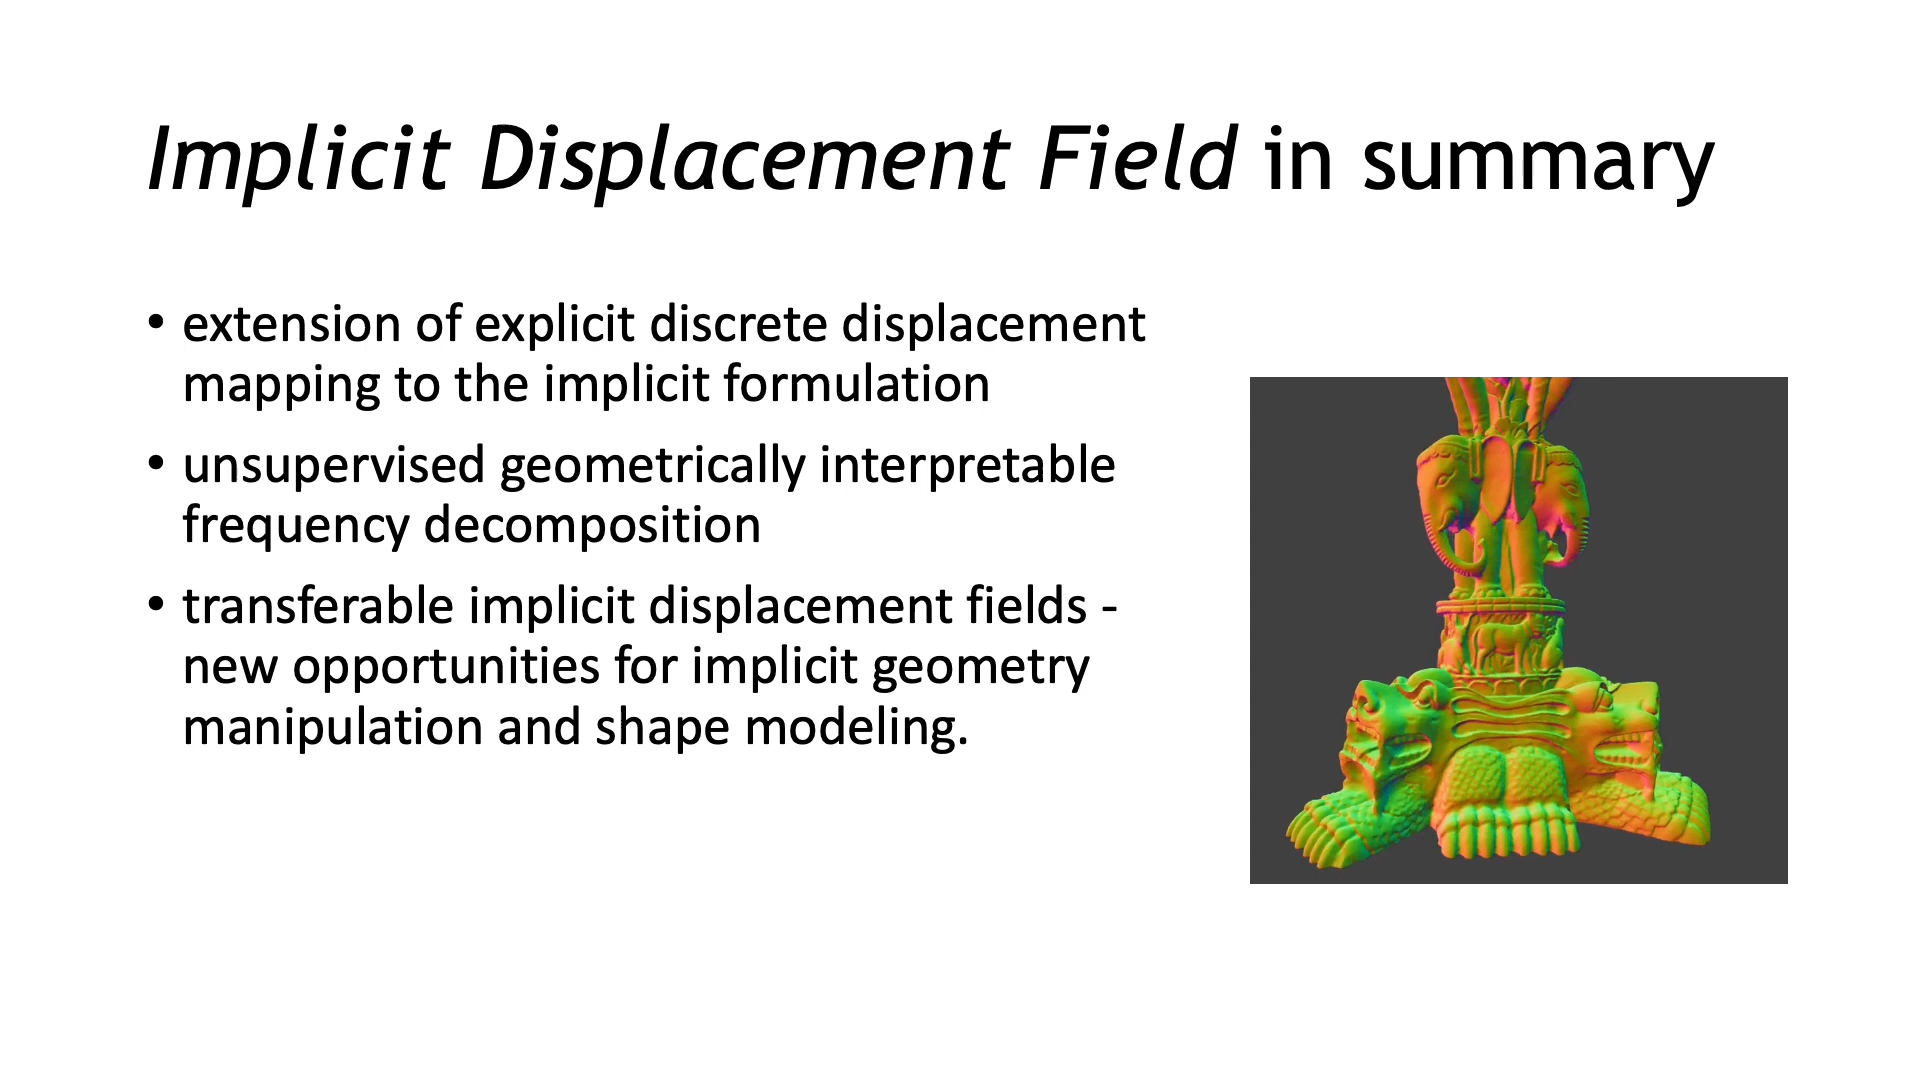 Implicit Displacement Field in summary
• extension of explicit discrete displacement
mapping to the implicit formulation
• unsupervised geometrically interpretable
frequency decomposition
• transferable implicit displacement fields -
new opportunities for implicit geometry
manipulation and shape modeling.